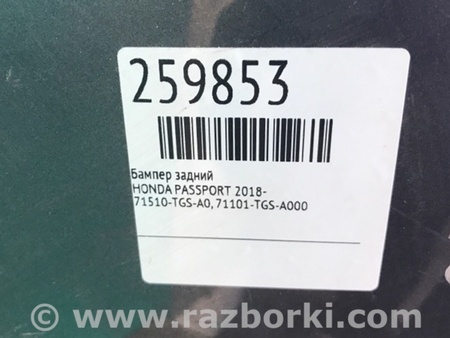 259853
Бампер задний
HONDA PASSPORT 2018-
71510-TGS-A0, 71101-TGS-A000
© www.razborki.com